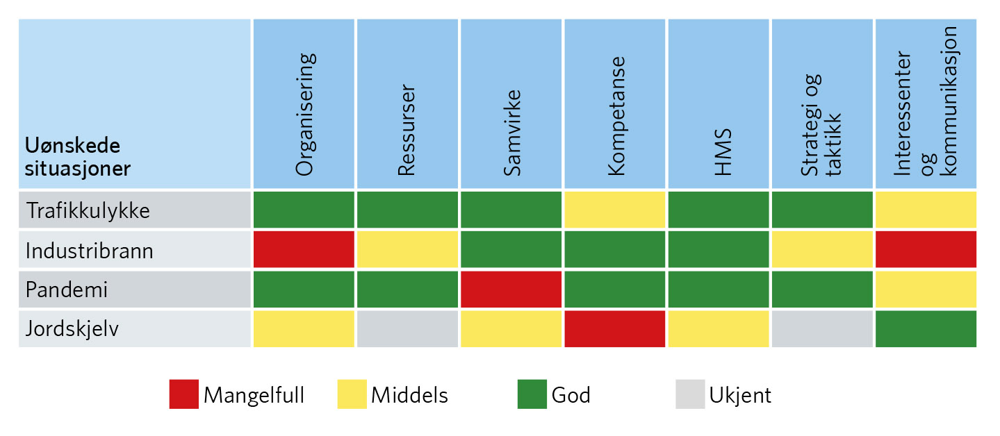 Uønskede
situasjoner
Organisering
Ressurser
Samvirke
Kompetanse
HMS
Strategi og
taktikk
Interessenter
og
kommunikasjon
Trafikkulykke
Industribrann
Pandemi
Jordskjelv
Mangelfull
Middels
God
Ukjent